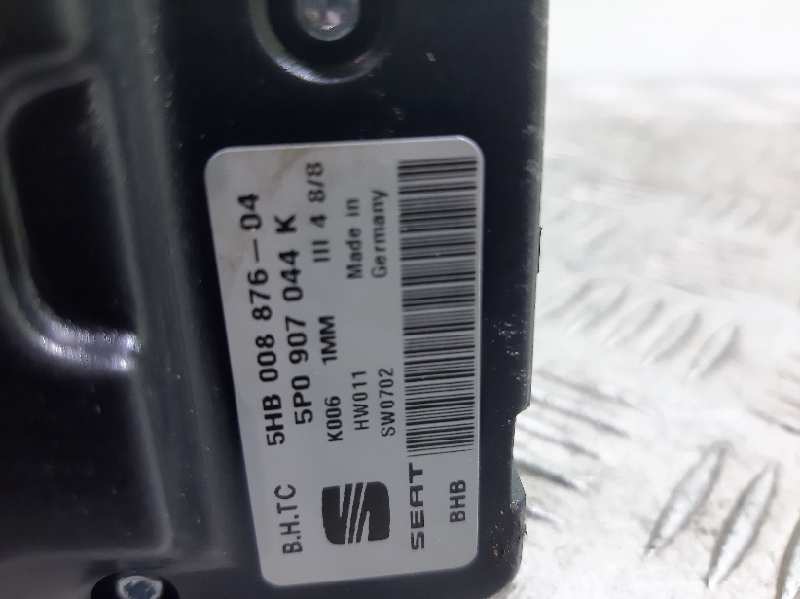 B.H.TC 5HB 008 876-04
5P0 907 044 K
K006 1MM III 4 8/8
HW011 Made in
SW0702 Germany
SEAT
BHB